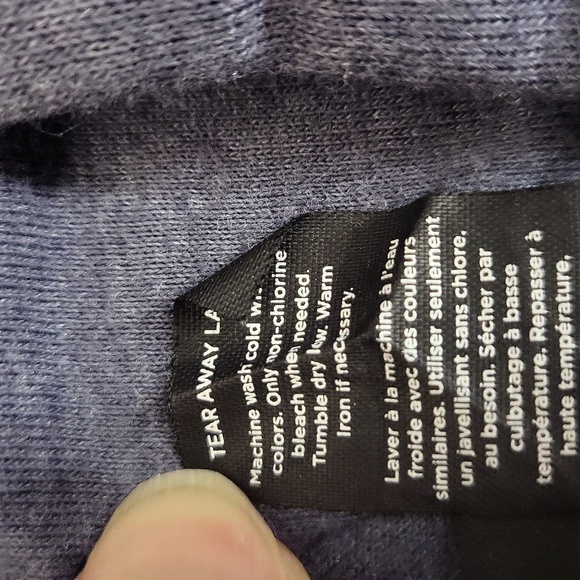 TEAR AWAY LA
Machine wash cold wi
colors. Only non-chlorine
bleach when needed.
Tumble dry low. Warm
Iron if necessary.
Laver à la machine à l'eau
froide avec des couleurs
similaires. Utiliser seulement
un javellisant sans chlore,
au besoin. Sécher par
culbutage à basse
température. Repasser à
haute température,